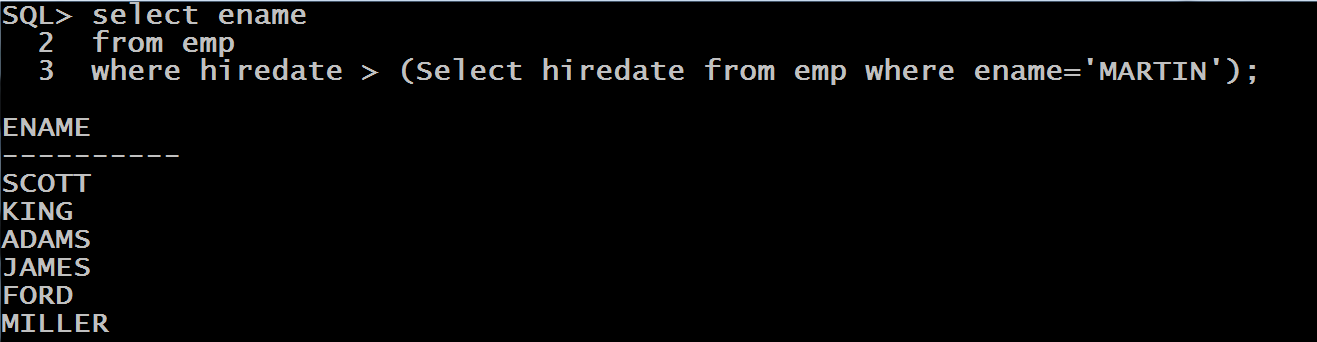 SQL> select ename
  2  from emp
  3  where hiredate > (Select hiredate from emp where ename='MARTIN');
ENAME
----------
SCOTT
KING
ADAMS
JAMES
FORD
MILLER